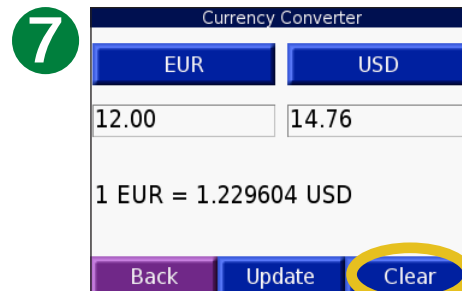 7
Currency Converter
EUR USD
12.00 14.76
1 EUR = 1.229604 USD
Back Update Clear